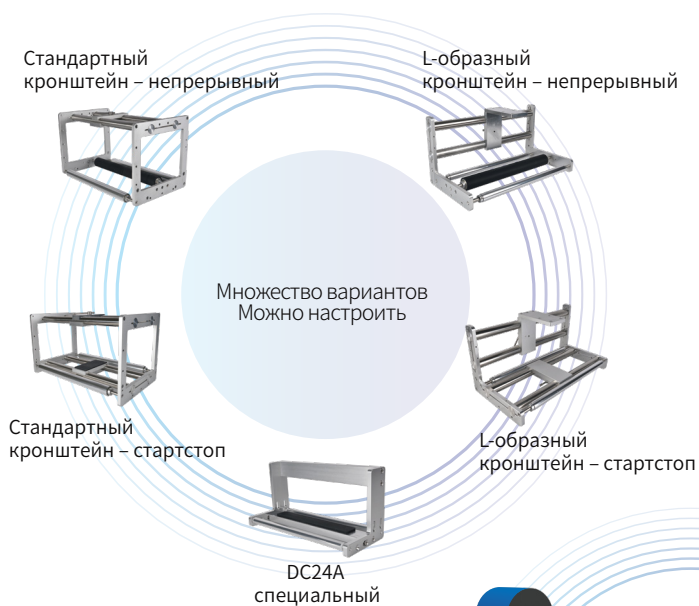 Стандартный
кронштейн – непрерывный
L-образный
кронштейн – непрерывный
Множество вариантов
Можно настроить
Стандартный
кронштейн – стартстоп
L-образный
кронштейн – стартстоп
DC24A
специальный